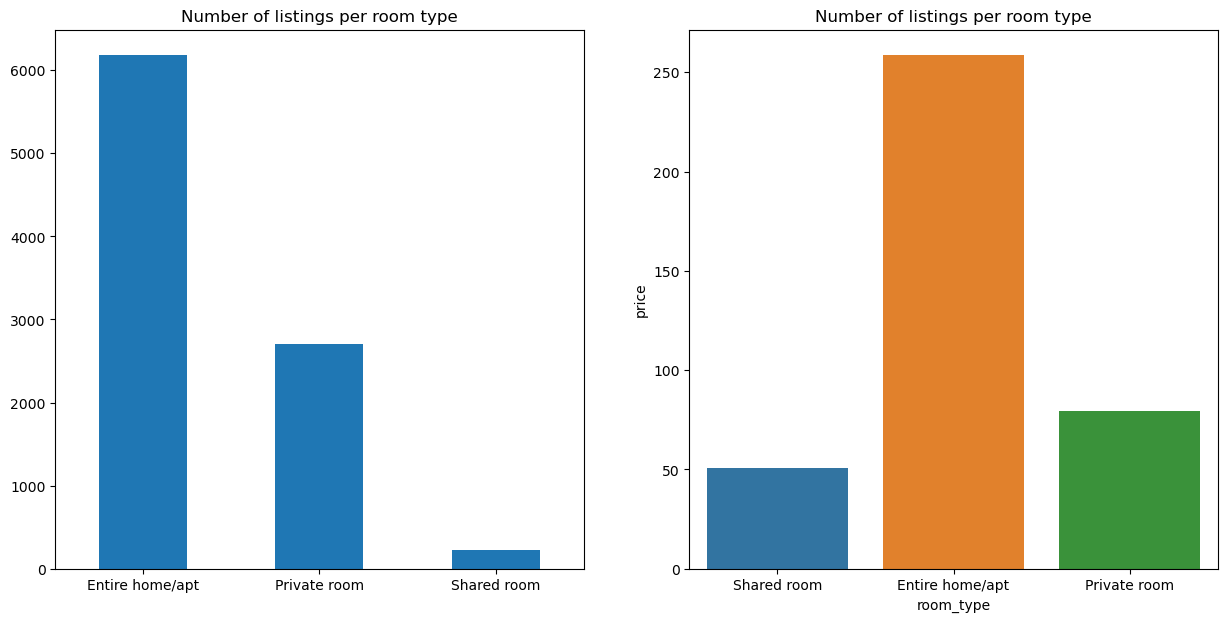 Number of listings per room type
6000
5000
4000
3000
2000
1000
0
Entire home/apt Private room Shared room
Number of listings per room type
250
200
150
100
50
0
price
Shared room Entire home/apt Private room
room_type